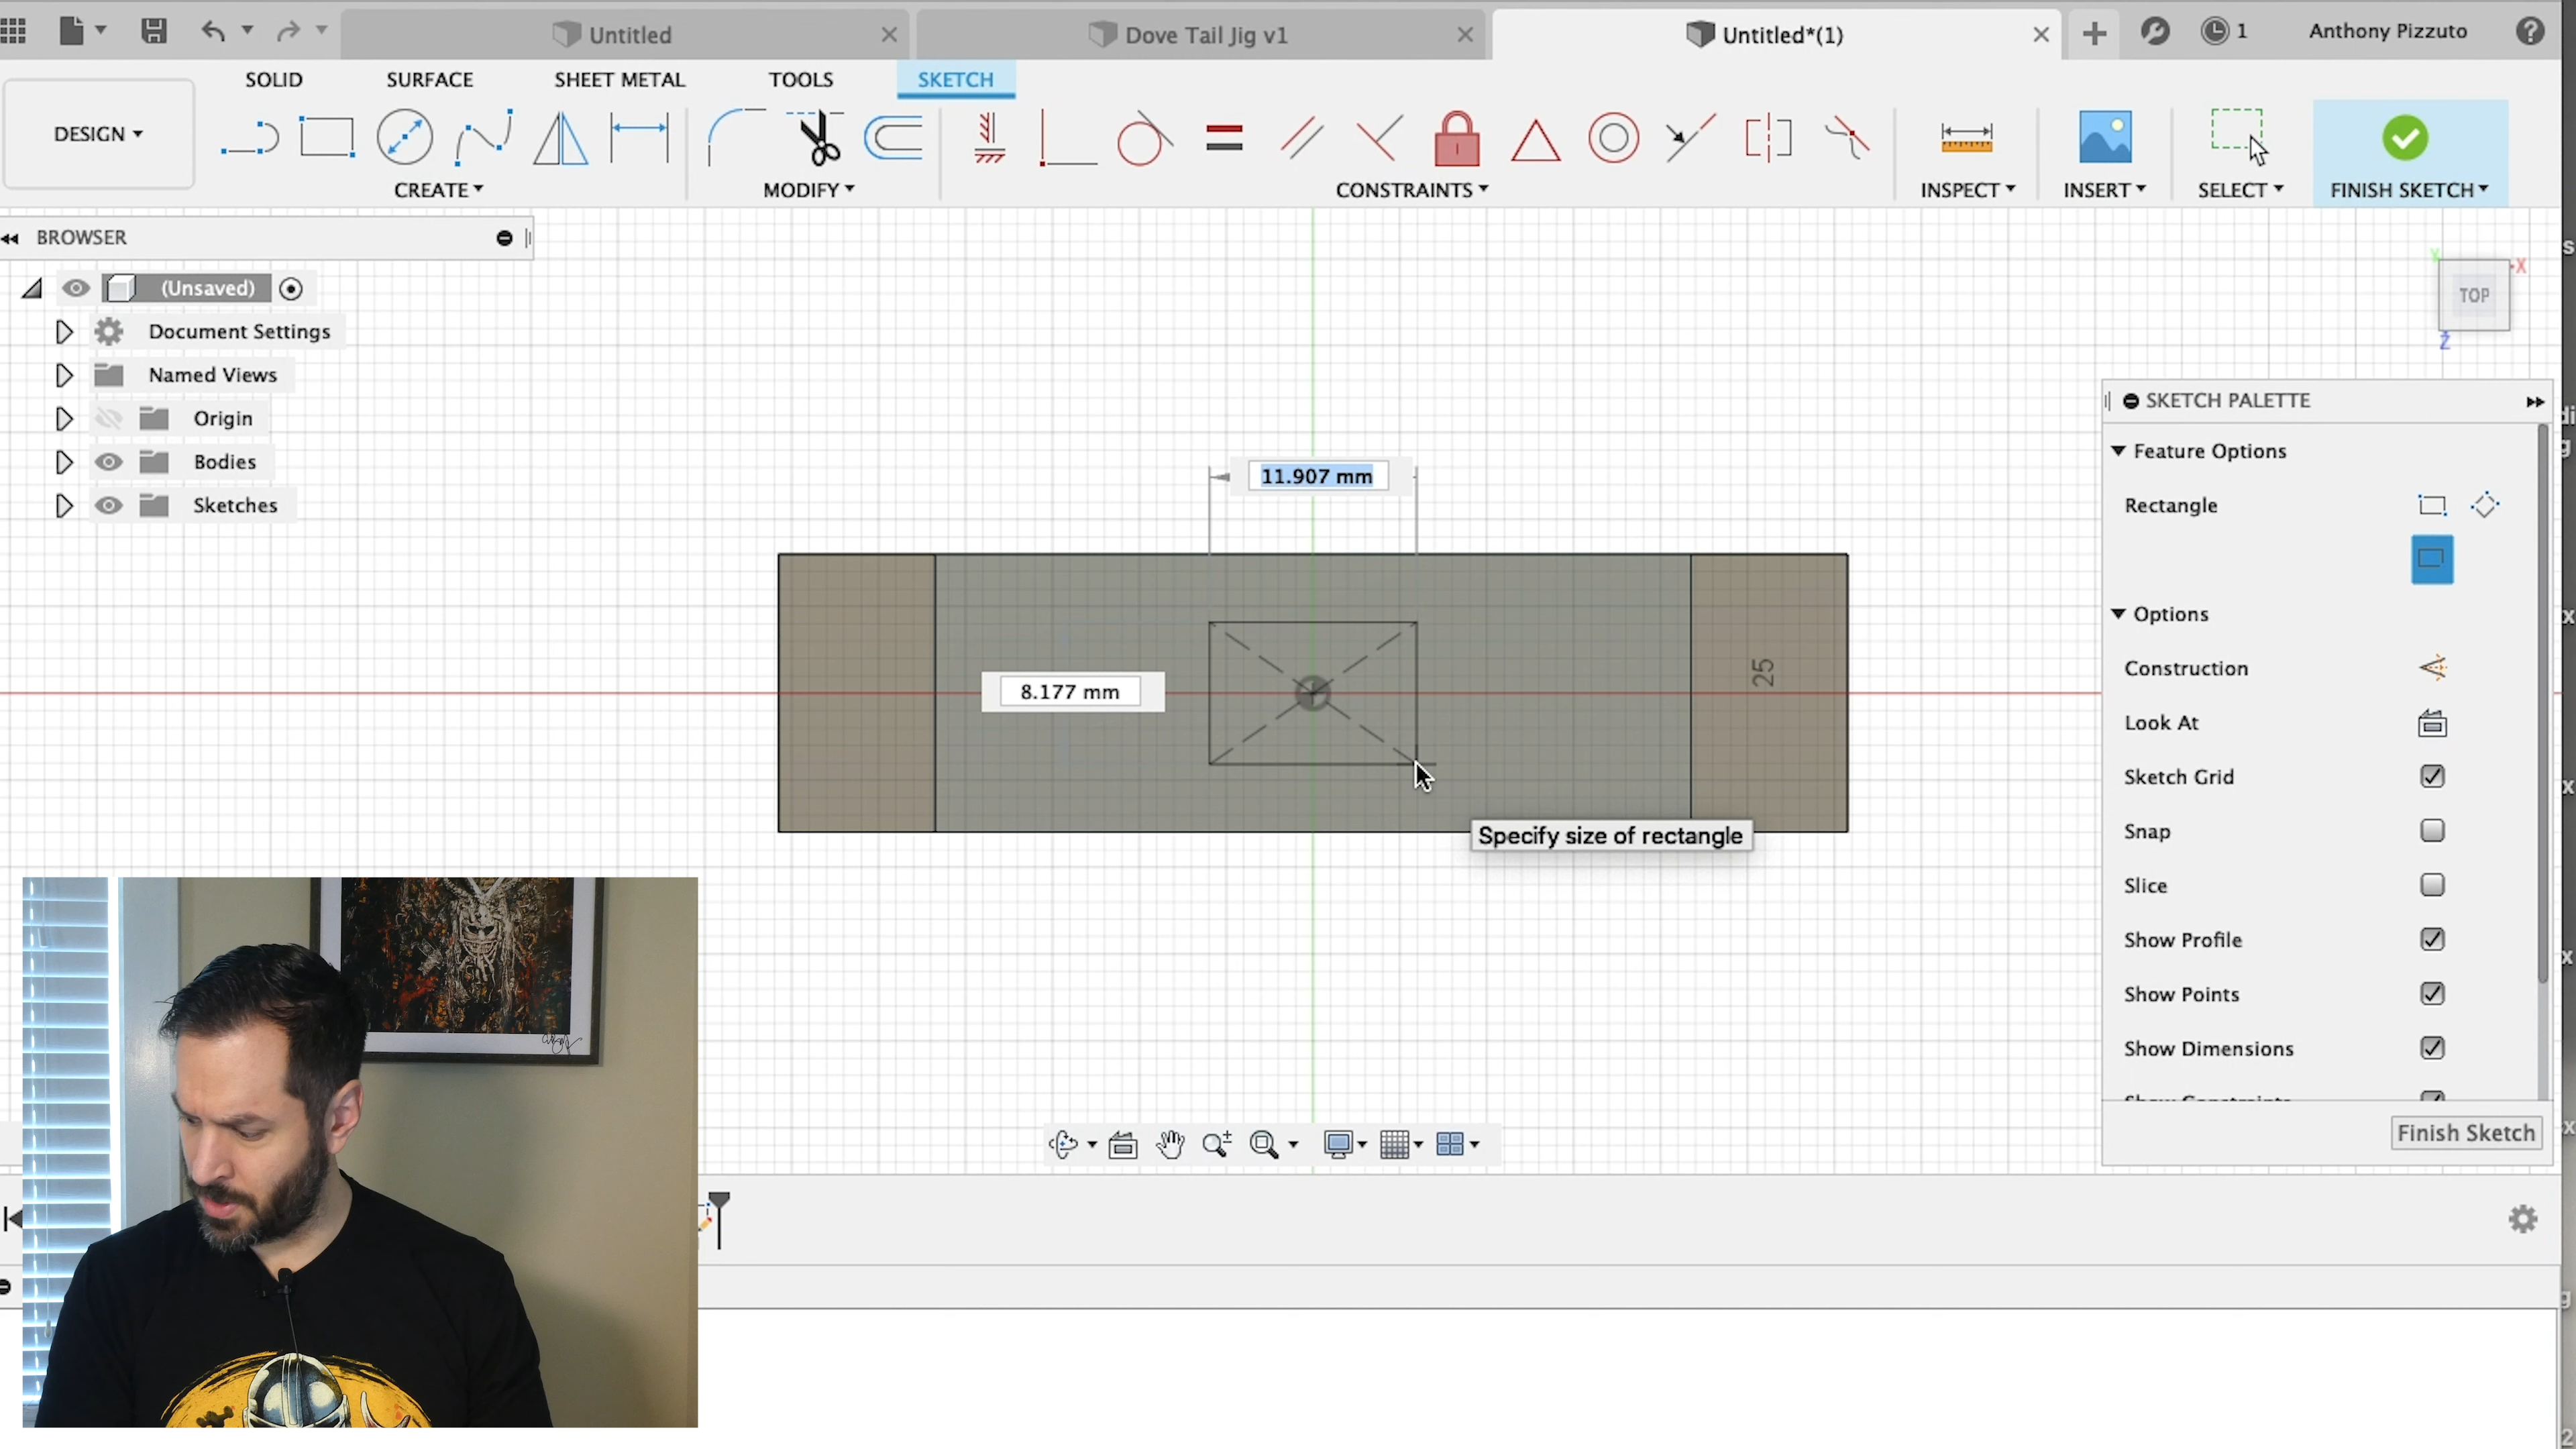 Untitled
Dove Tail Jig v1
Untitled*(1)
1
Anthony Pizzuto
SOLID
SURFACE
SHEET METAL
TOOLS
SKETCH
DESIGN
CREATE
MODIFY
CONSTRAINTS
INSPECT
INSERT
SELECT
FINISH SKETCH
BROWSER
(Unsaved)
Document Settings
Named Views
Origin
Bodies
Sketches
Y
X
TOP
Z
11.907 mm
8.177 mm
25
Specify size of rectangle
SKETCH PALETTE
Feature Options
Rectangle
Options
Construction
Look At
Sketch Grid
Snap
Slice
Show Profile
Show Points
Show Dimensions
Finish Sketch